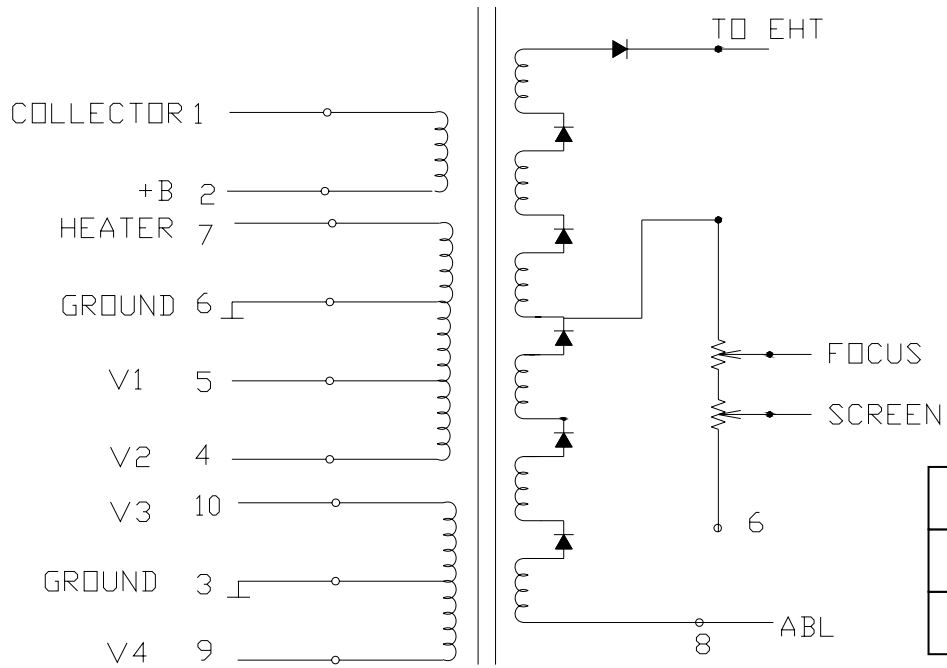 TO EHT
COLLECTOR 1
+B 2
HEATER 7
GROUND 6
V1 5
FOCUS
V2 4
SCREEN
V3 10
6
GROUND 3
V4 9
8 ABL